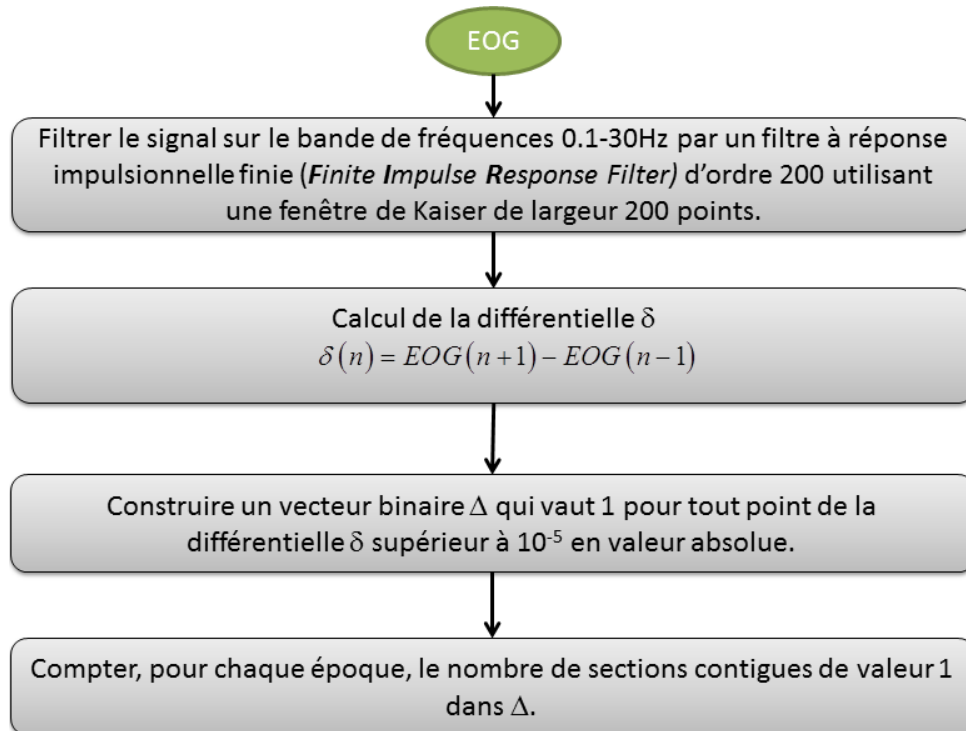 EOG
Filtrer le signal sur le bande de fréquences 0.1-30Hz par un filtre à réponse
impulsionnelle finie (Finite Impulse Response Filter) d’ordre 200 utilisant
une fenêtre de Kaiser de largeur 200 points.
Calcul de la différentielle δ
δ(n) = EOG(n+1) − EOG(n−1)
Construire un vecteur binaire Δ qui vaut 1 pour tout point de la
différentielle δ supérieur à 10⁻⁵ en valeur absolue.
Compter, pour chaque époque, le nombre de sections contigues de valeur 1
dans Δ.